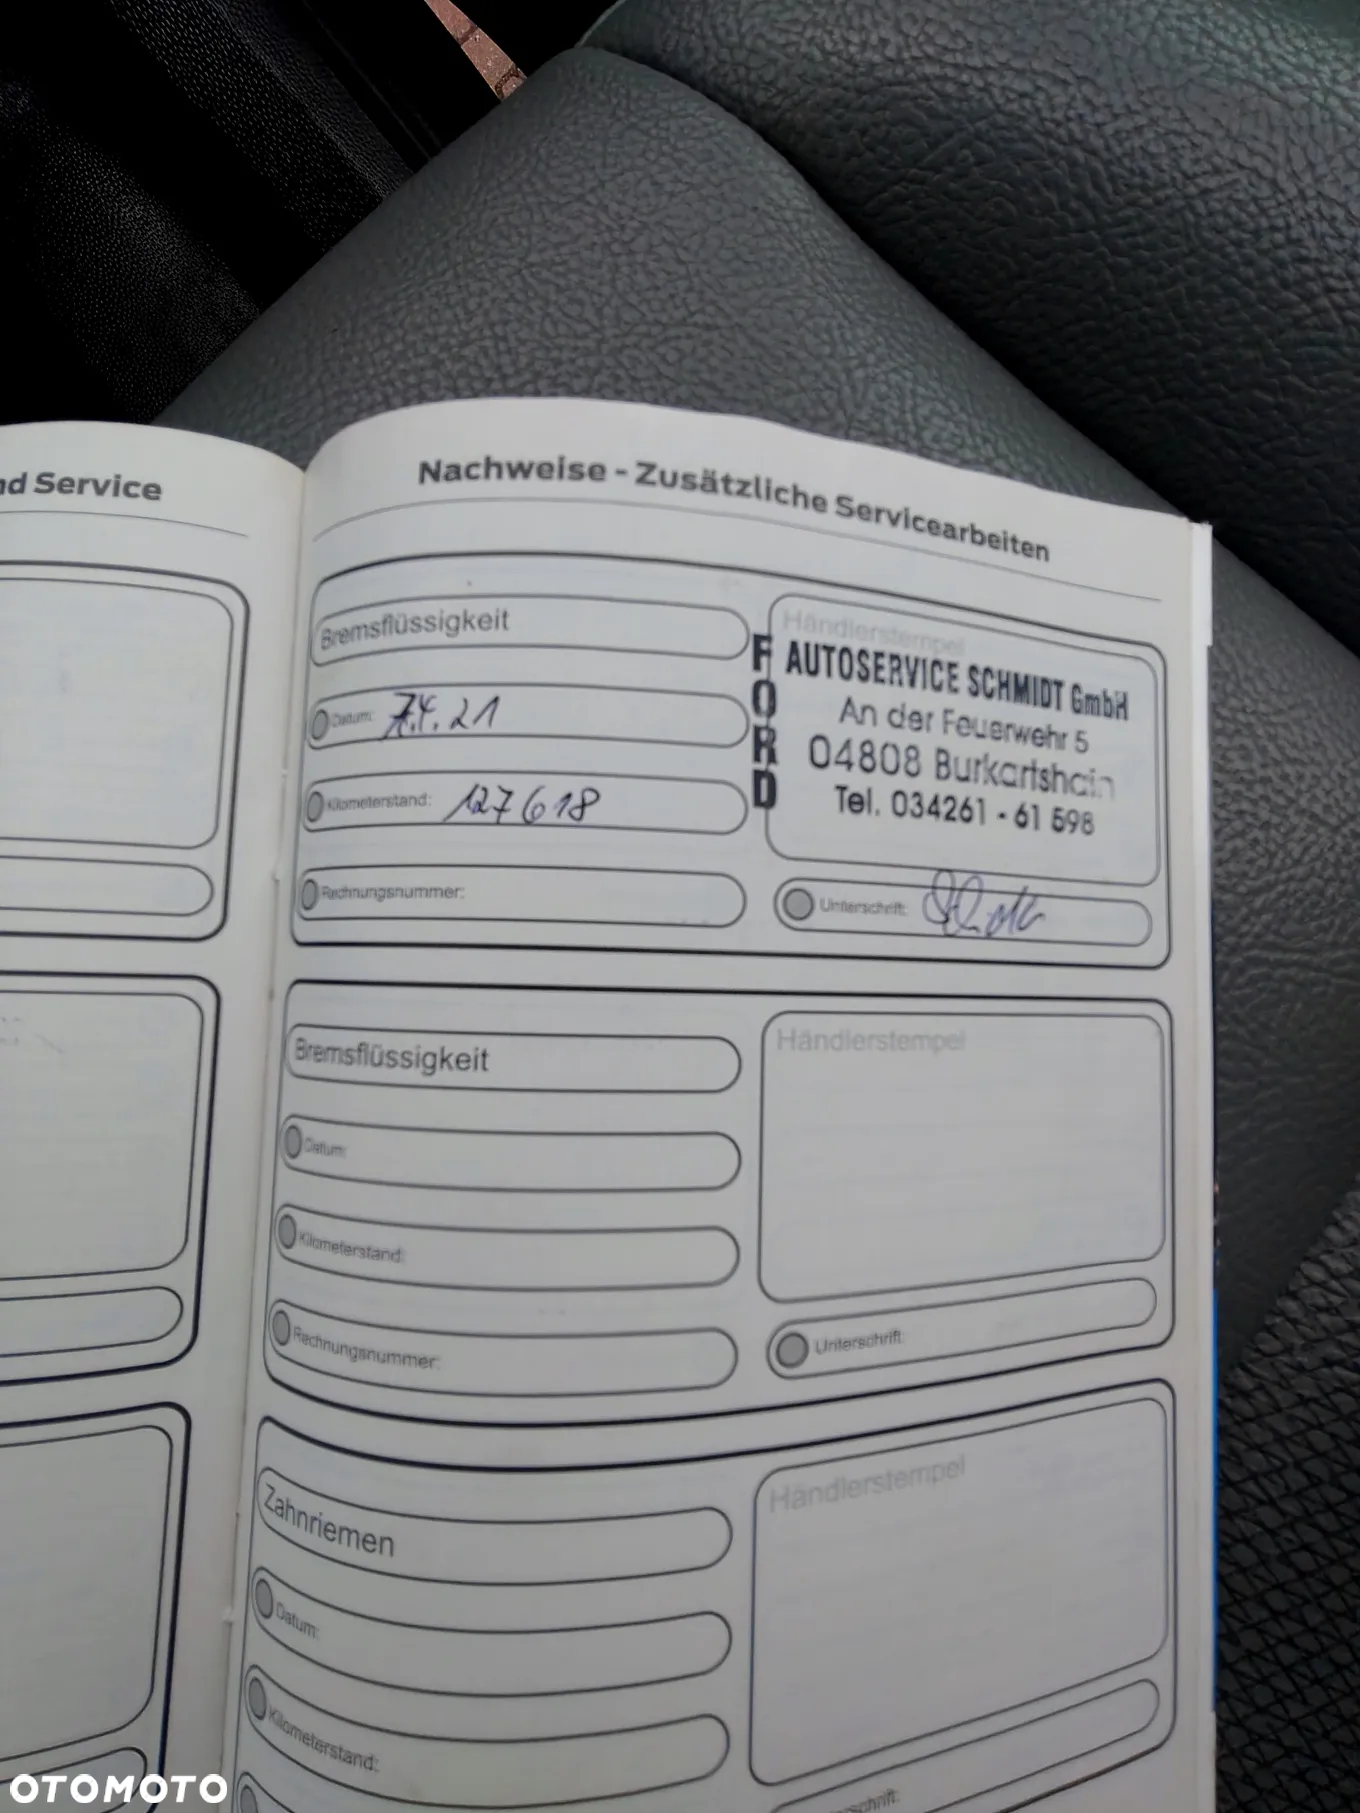 nd Service
Nachweise - Zusätzliche Servicearbeiten
Bremsflüssigkeit
Datum: 7.4.21
Kilometerstand: 127618
Rechnungsnummer:
Händlerstempel
FORD
AUTOSERVICE SCHMIDT GmbH
An der Feuerwehr 5
04808 Burkartshain
Tel. 034261 - 61 598
Unterschrift:
Bremsflüssigkeit
Datum:
Kilometerstand:
Rechnungsnummer:
Händlerstempel
Unterschrift:
Zahnriemen
Datum:
Kilometerstand:
Händlerstempel
rschrift:
OTOMOTO